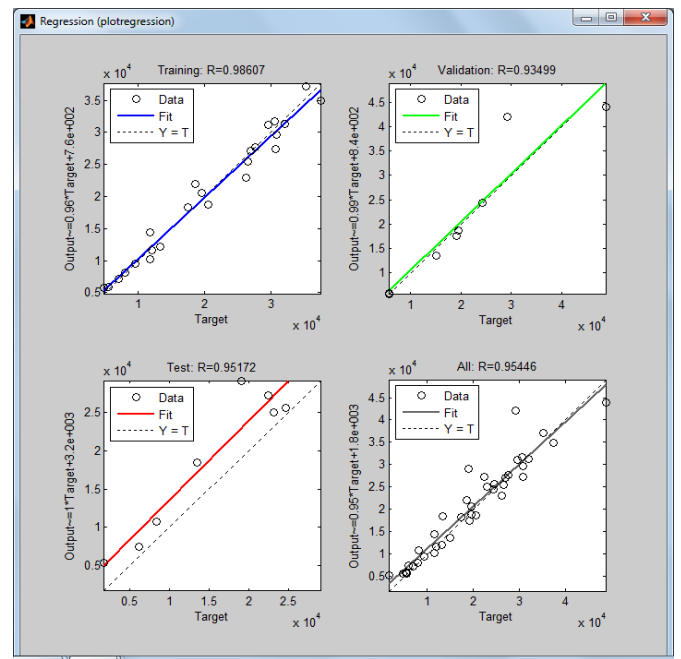 Regression (plotregression)
Training: R=0.98607
x 10^4
Data
Fit
Y = T
3.5
3
2.5
2
1.5
1
0.5
1
2
3
x 10^4
Target
Output~=0.96*Target+7.6e+002
Validation: R=0.93499
x 10^4
Data
Fit
Y = T
4.5
4
3.5
3
2.5
2
1.5
1
1
2
3
4
x 10^4
Target
Output~=0.99*Target+8.4e+002
Test: R=0.95172
x 10^4
Data
Fit
Y = T
2.5
2
1.5
1
0.5
0.5
1
1.5
2
2.5
x 10^4
Target
Output~=1*Target+3.2e+003
All: R=0.95446
x 10^4
Data
Fit
Y = T
4.5
4
3.5
3
2.5
2
1.5
1
0.5
1
2
3
4
x 10^4
Target
Output~=0.95*Target+1.8e+003